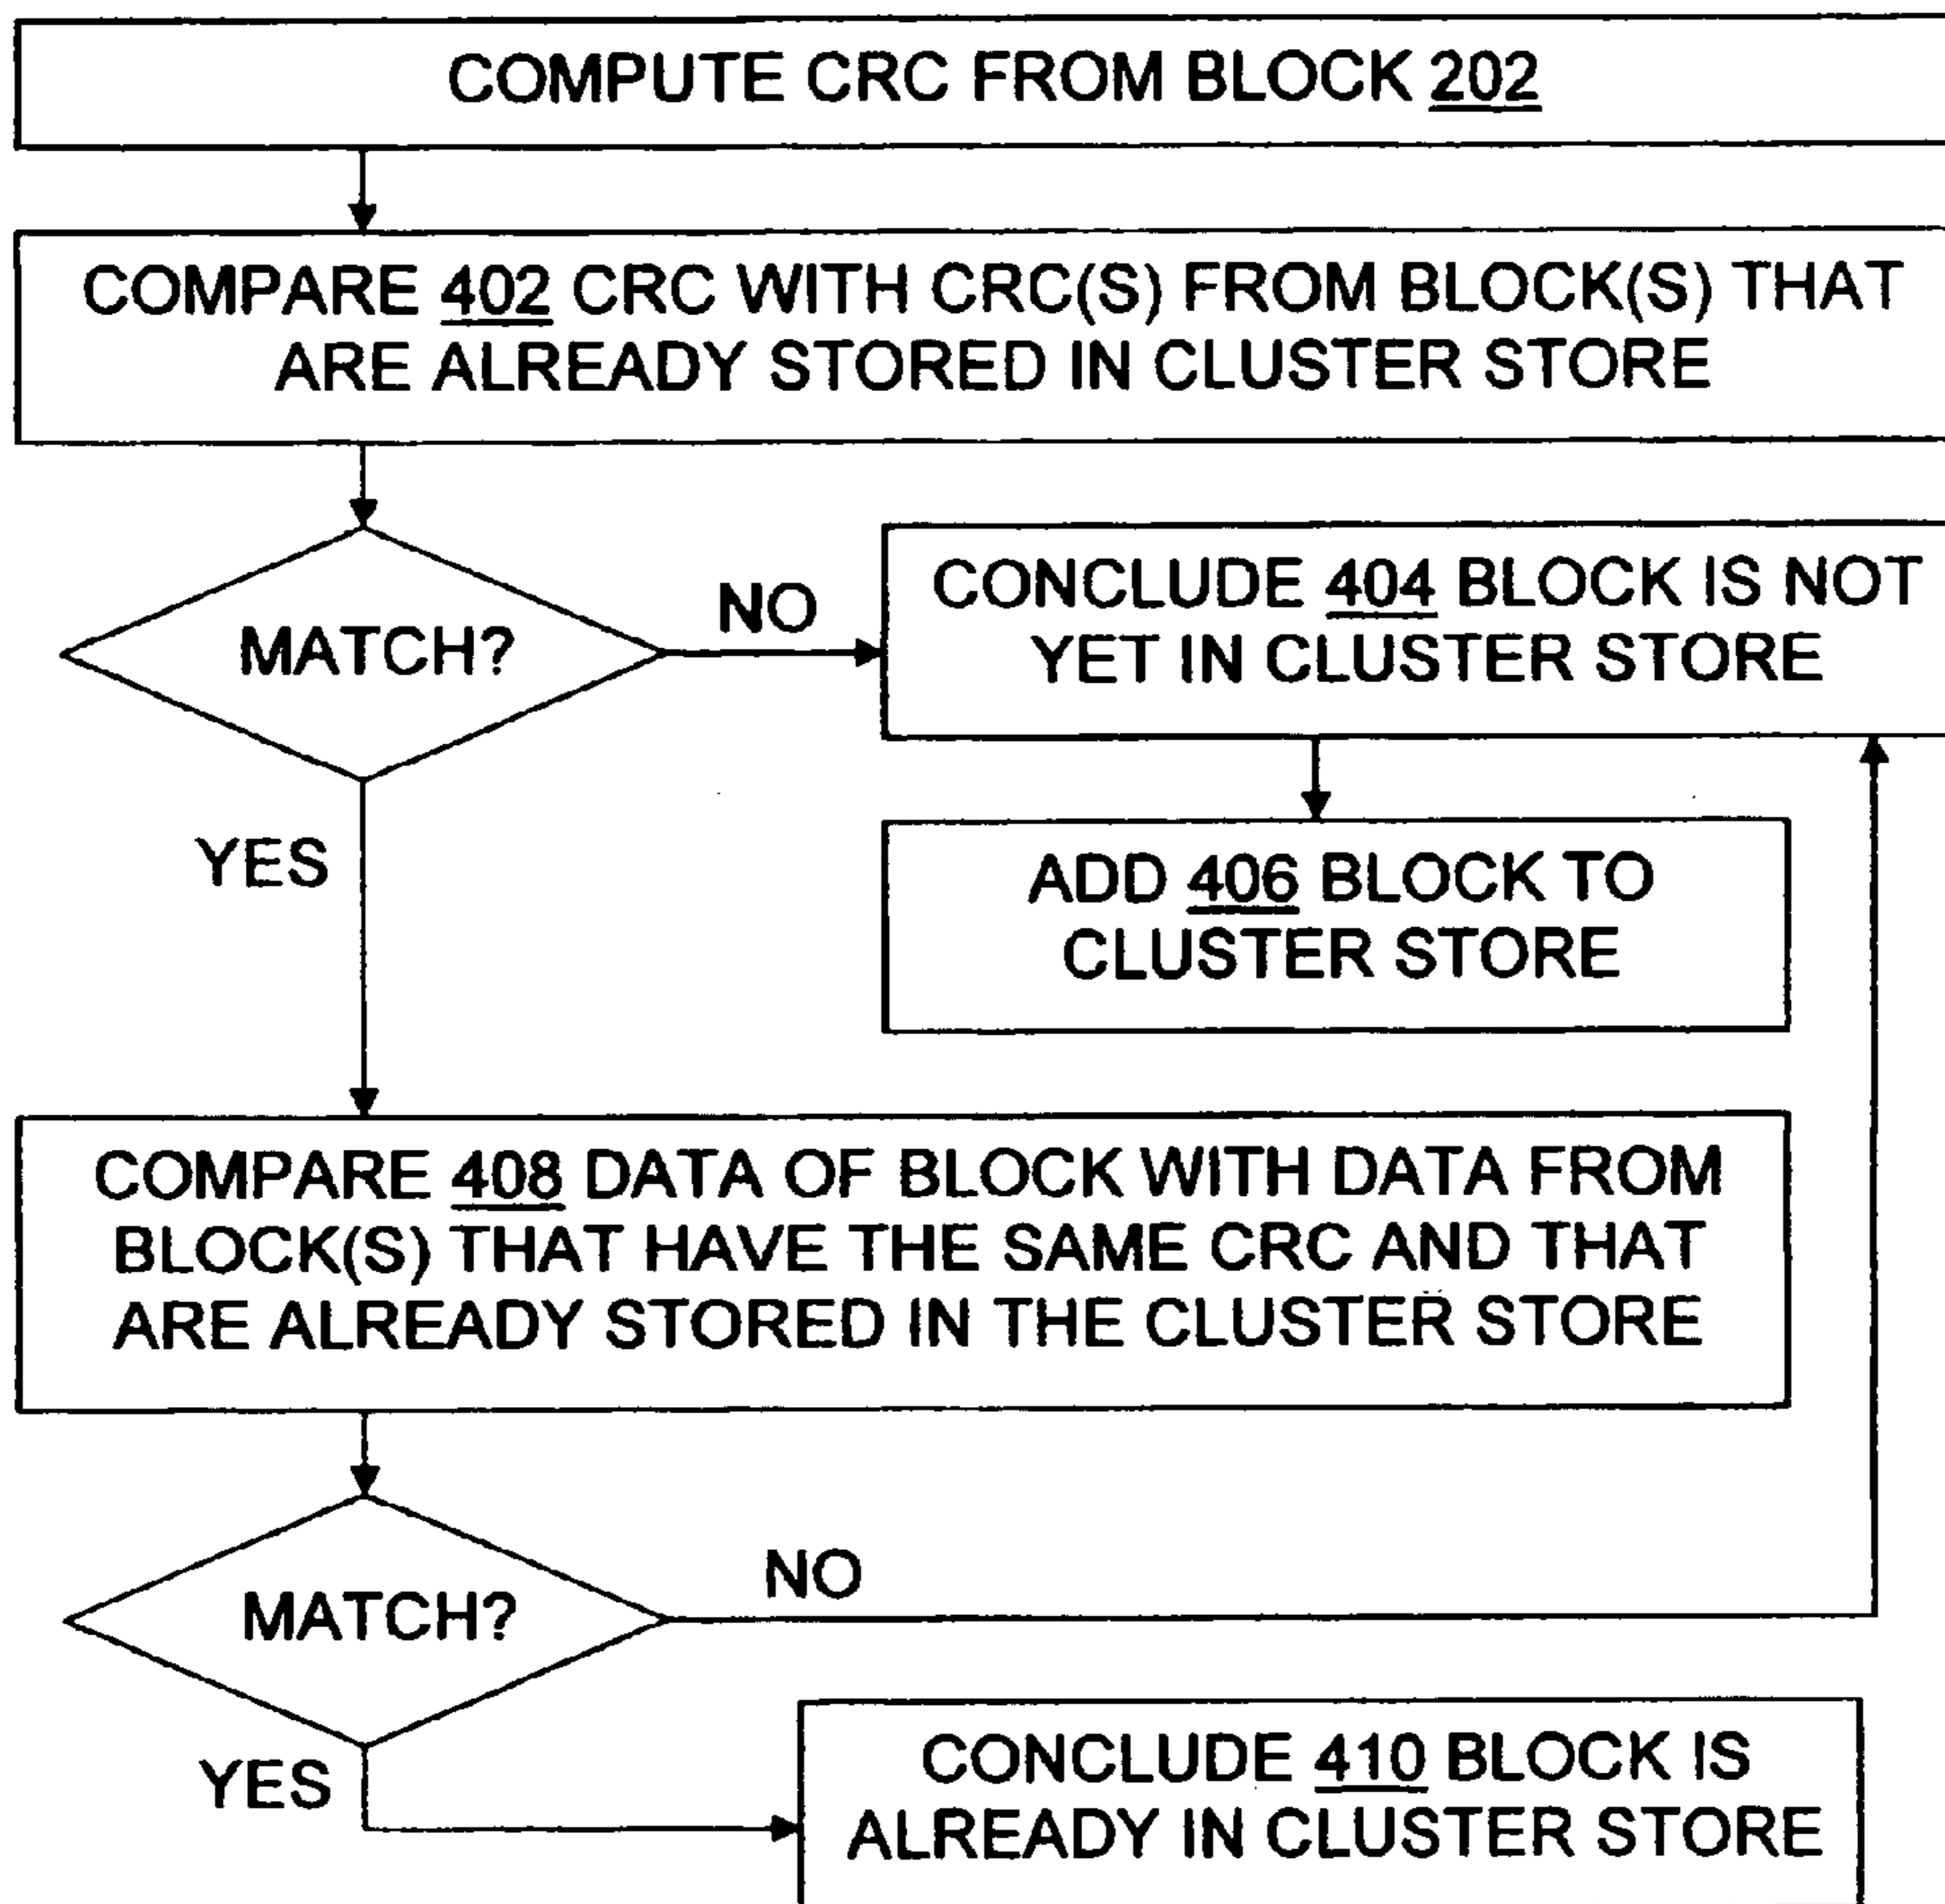 COMPUTE CRC FROM BLOCK 202
COMPARE 402 CRC WITH CRC(S) FROM BLOCK(S) THAT
ARE ALREADY STORED IN CLUSTER STORE
MATCH?
NO
CONCLUDE 404 BLOCK IS NOT
YET IN CLUSTER STORE
YES
ADD 406 BLOCK TO
CLUSTER STORE
COMPARE 408 DATA OF BLOCK WITH DATA FROM
BLOCK(S) THAT HAVE THE SAME CRC AND THAT
ARE ALREADY STORED IN THE CLUSTER STORE
MATCH?
NO
YES
CONCLUDE 410 BLOCK IS
ALREADY IN CLUSTER STORE